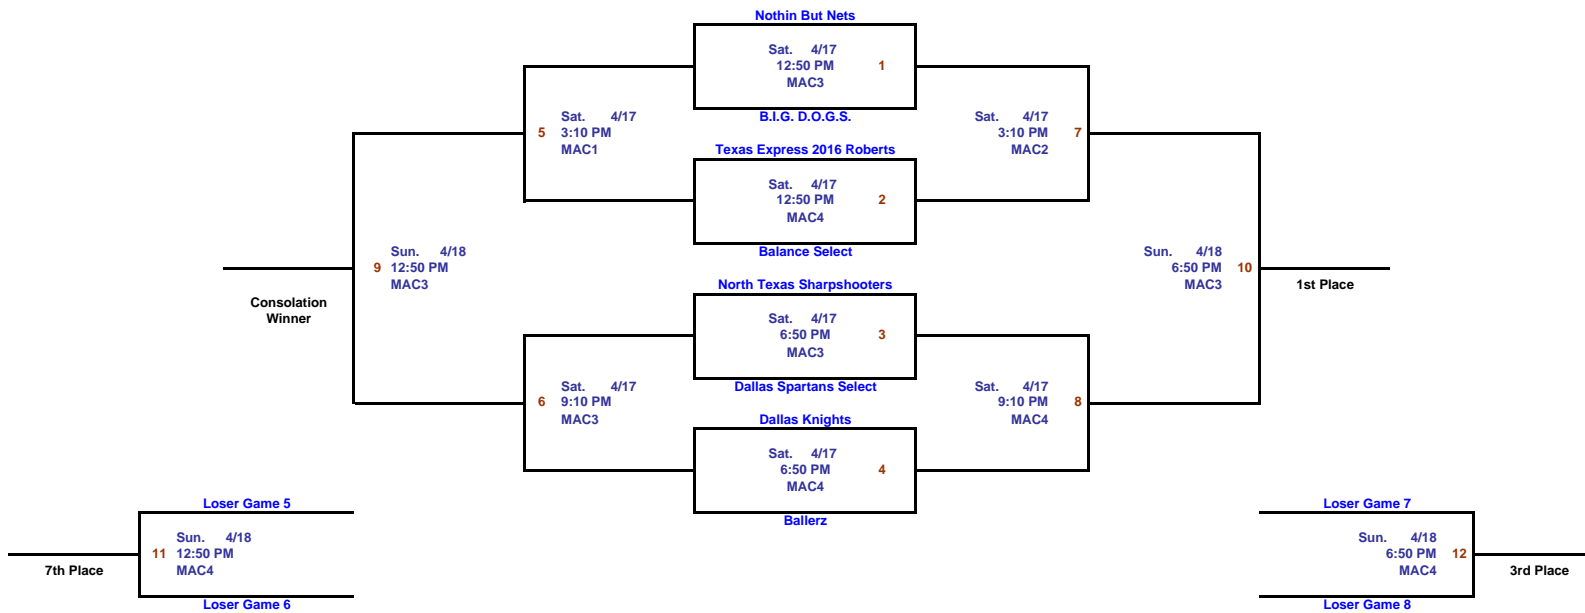 Nothin But Nets
Sat. 4/17
12:50 PM 1
MAC3
B.I.G. D.O.G.S.
Sat. 4/17
5 3:10 PM
MAC1
Sat. 4/17
3:10 PM 7
MAC2
Texas Express 2016 Roberts
Sat. 4/17
12:50 PM 2
MAC4
Balance Select
Sun. 4/18
9 12:50 PM
MAC3
Consolation
Winner
Sun. 4/18
6:50 PM 10
MAC3
1st Place
North Texas Sharpshooters
Sat. 4/17
6:50 PM 3
MAC3
Dallas Spartans Select
Sat. 4/17
6 9:10 PM
MAC3
Sat. 4/17
9:10 PM 8
MAC4
Dallas Knights
Sat. 4/17
6:50 PM 4
MAC4
Ballerz
Loser Game 5
Sun. 4/18
11 12:50 PM
MAC4
7th Place
Loser Game 6
Loser Game 7
Sun. 4/18
6:50 PM 12
MAC4
3rd Place
Loser Game 8